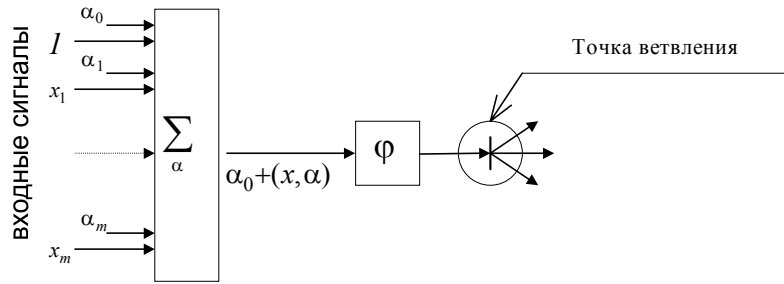 входные сигналы
α₀
1
α₁
x₁
αₘ
xₘ
∑
α
α₀+(x,α)
φ
Точка ветвления